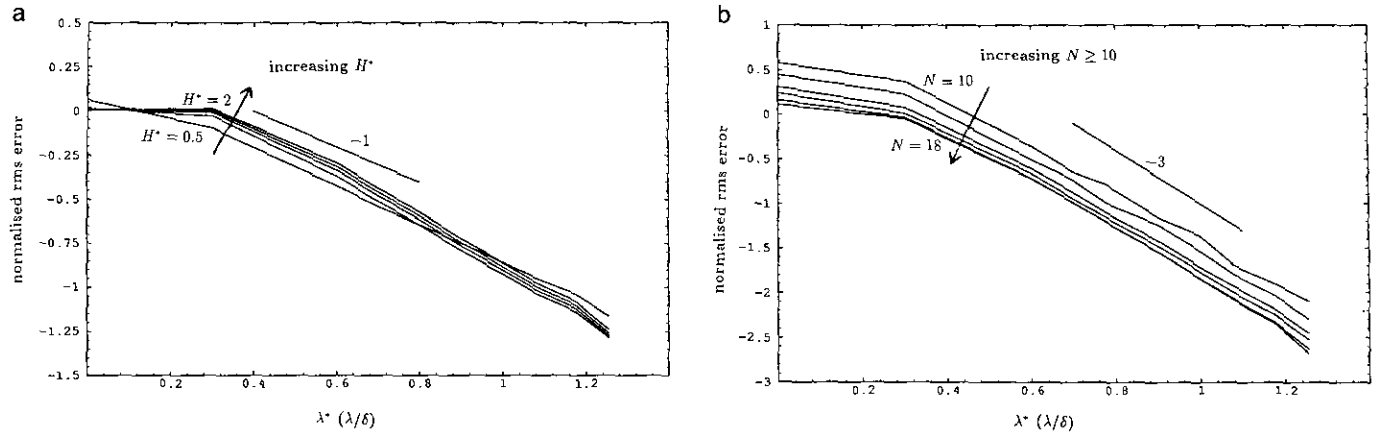 a
0.5
0.25
0
−0.25
−0.5
−0.75
−1
−1.25
−1.5
0.2
0.4
0.6
0.8
1
1.2
normalised rms error
λ* (λ/δ)
increasing H*
H* = 2
H* = 0.5
−1
b
1
0.5
0
−0.5
−1
−1.5
−2
−2.5
−3
0.2
0.4
0.6
0.8
1
1.2
normalised rms error
λ* (λ/δ)
increasing N ≥ 10
N = 10
N = 18
−3